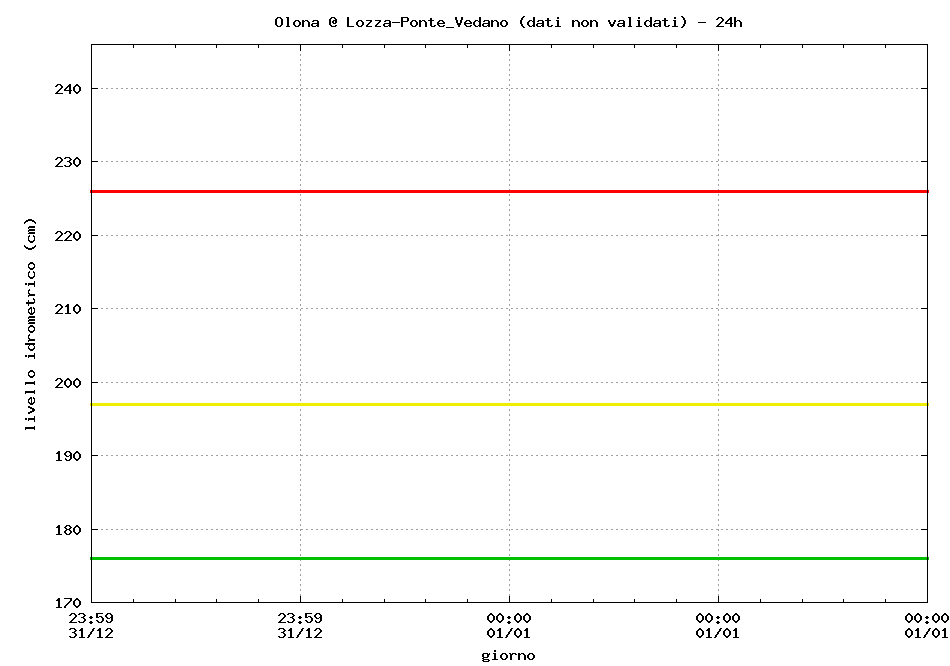 Olona @ Lozza-Ponte_Vedano (dati non validati) - 24h
livello idrometrico (cm)
240
230
220
210
200
190
180
170
23:59 23:59 00:00 00:00 00:00
31/12 31/12 01/01 01/01 01/01
giorno